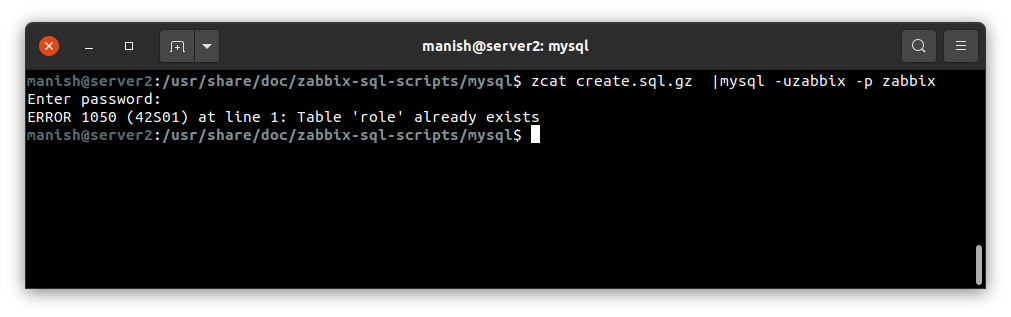 manish@server2: mysql
manish@server2:/usr/share/doc/zabbix-sql-scripts/mysql$ zcat create.sql.gz  |mysql -uzabbix -p zabbix
Enter password:
ERROR 1050 (42S01) at line 1: Table 'role' already exists
manish@server2:/usr/share/doc/zabbix-sql-scripts/mysql$